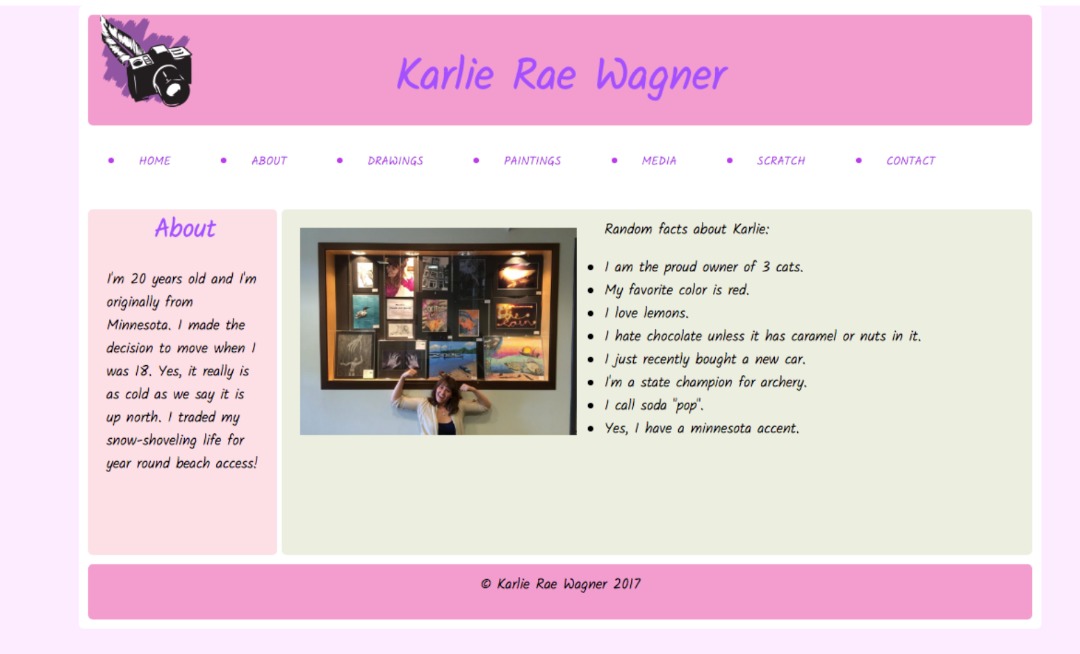 Karlie Rae Wagner
HOME
ABOUT
DRAWINGS
PAINTINGS
MEDIA
SCRATCH
CONTACT
About
I'm 20 years old and I'm
originally from
Minnesota. I made the
decision to move when I
was 18. Yes, it really is
as cold as we say it is
up north. I traded my
snow-shoveling life for
year round beach access!
Random facts about Karlie:
I am the proud owner of 3 cats.
My favorite color is red.
I love lemons.
I hate chocolate unless it has caramel or nuts in it.
I just recently bought a new car.
I'm a state champion for archery.
I call soda "pop".
Yes, I have a minnesota accent.
© Karlie Rae Wagner 2017